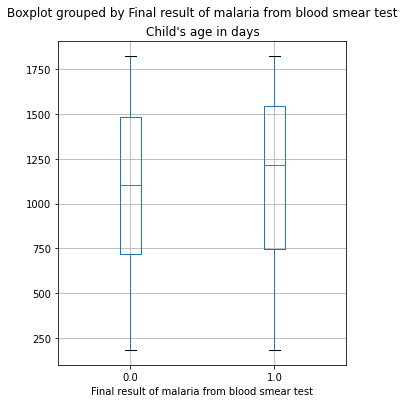 Boxplot grouped by Final result of malaria from blood smear test
Child's age in days
1750
1500
1250
1000
750
500
250
0.0 1.0
Final result of malaria from blood smear test